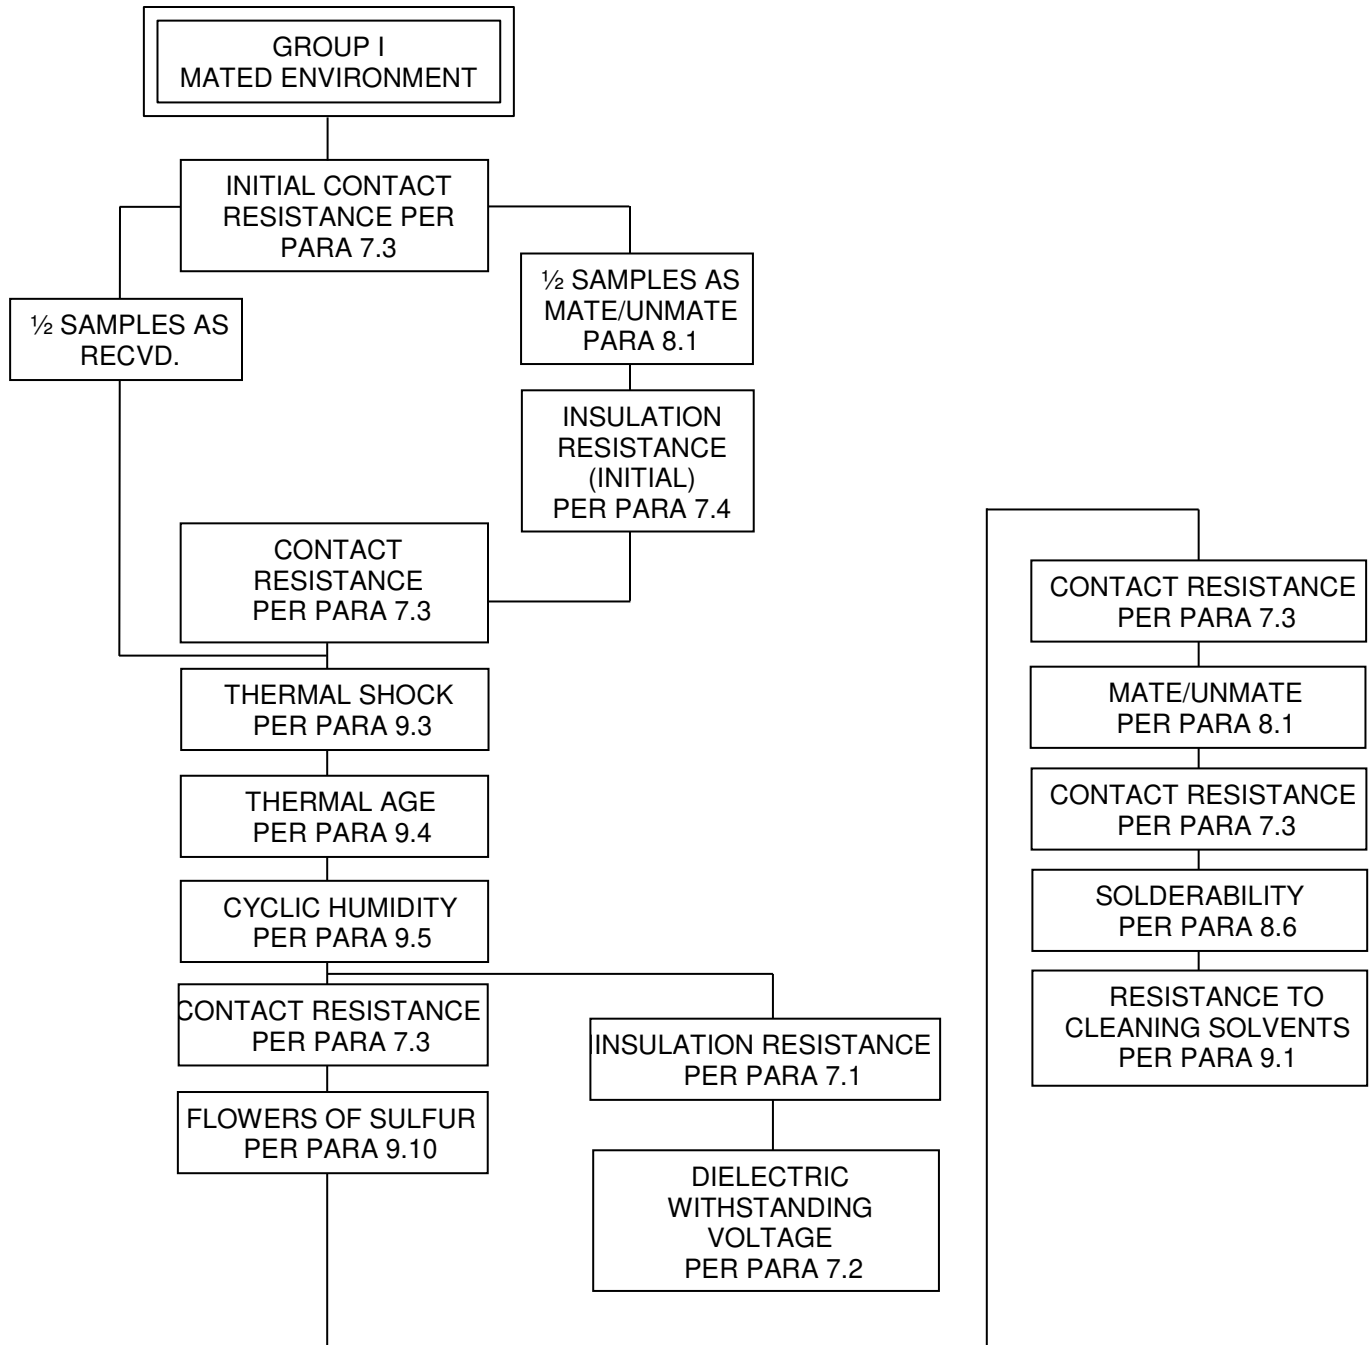 GROUP I
MATED ENVIRONMENT
INITIAL CONTACT
RESISTANCE PER
PARA 7.3
½ SAMPLES AS
RECVD.
½ SAMPLES AS
MATE/UNMATE
PARA 8.1
INSULATION
RESISTANCE
(INITIAL)
PER PARA 7.4
CONTACT
RESISTANCE
PER PARA 7.3
THERMAL SHOCK
PER PARA 9.3
THERMAL AGE
PER PARA 9.4
CYCLIC HUMIDITY
PER PARA 9.5
CONTACT RESISTANCE
PER PARA 7.3
FLOWERS OF SULFUR
PER PARA 9.10
INSULATION RESISTANCE
PER PARA 7.1
DIELECTRIC
WITHSTANDING
VOLTAGE
PER PARA 7.2
CONTACT RESISTANCE
PER PARA 7.3
MATE/UNMATE
PER PARA 8.1
CONTACT RESISTANCE
PER PARA 7.3
SOLDERABILITY
PER PARA 8.6
RESISTANCE TO
CLEANING SOLVENTS
PER PARA 9.1